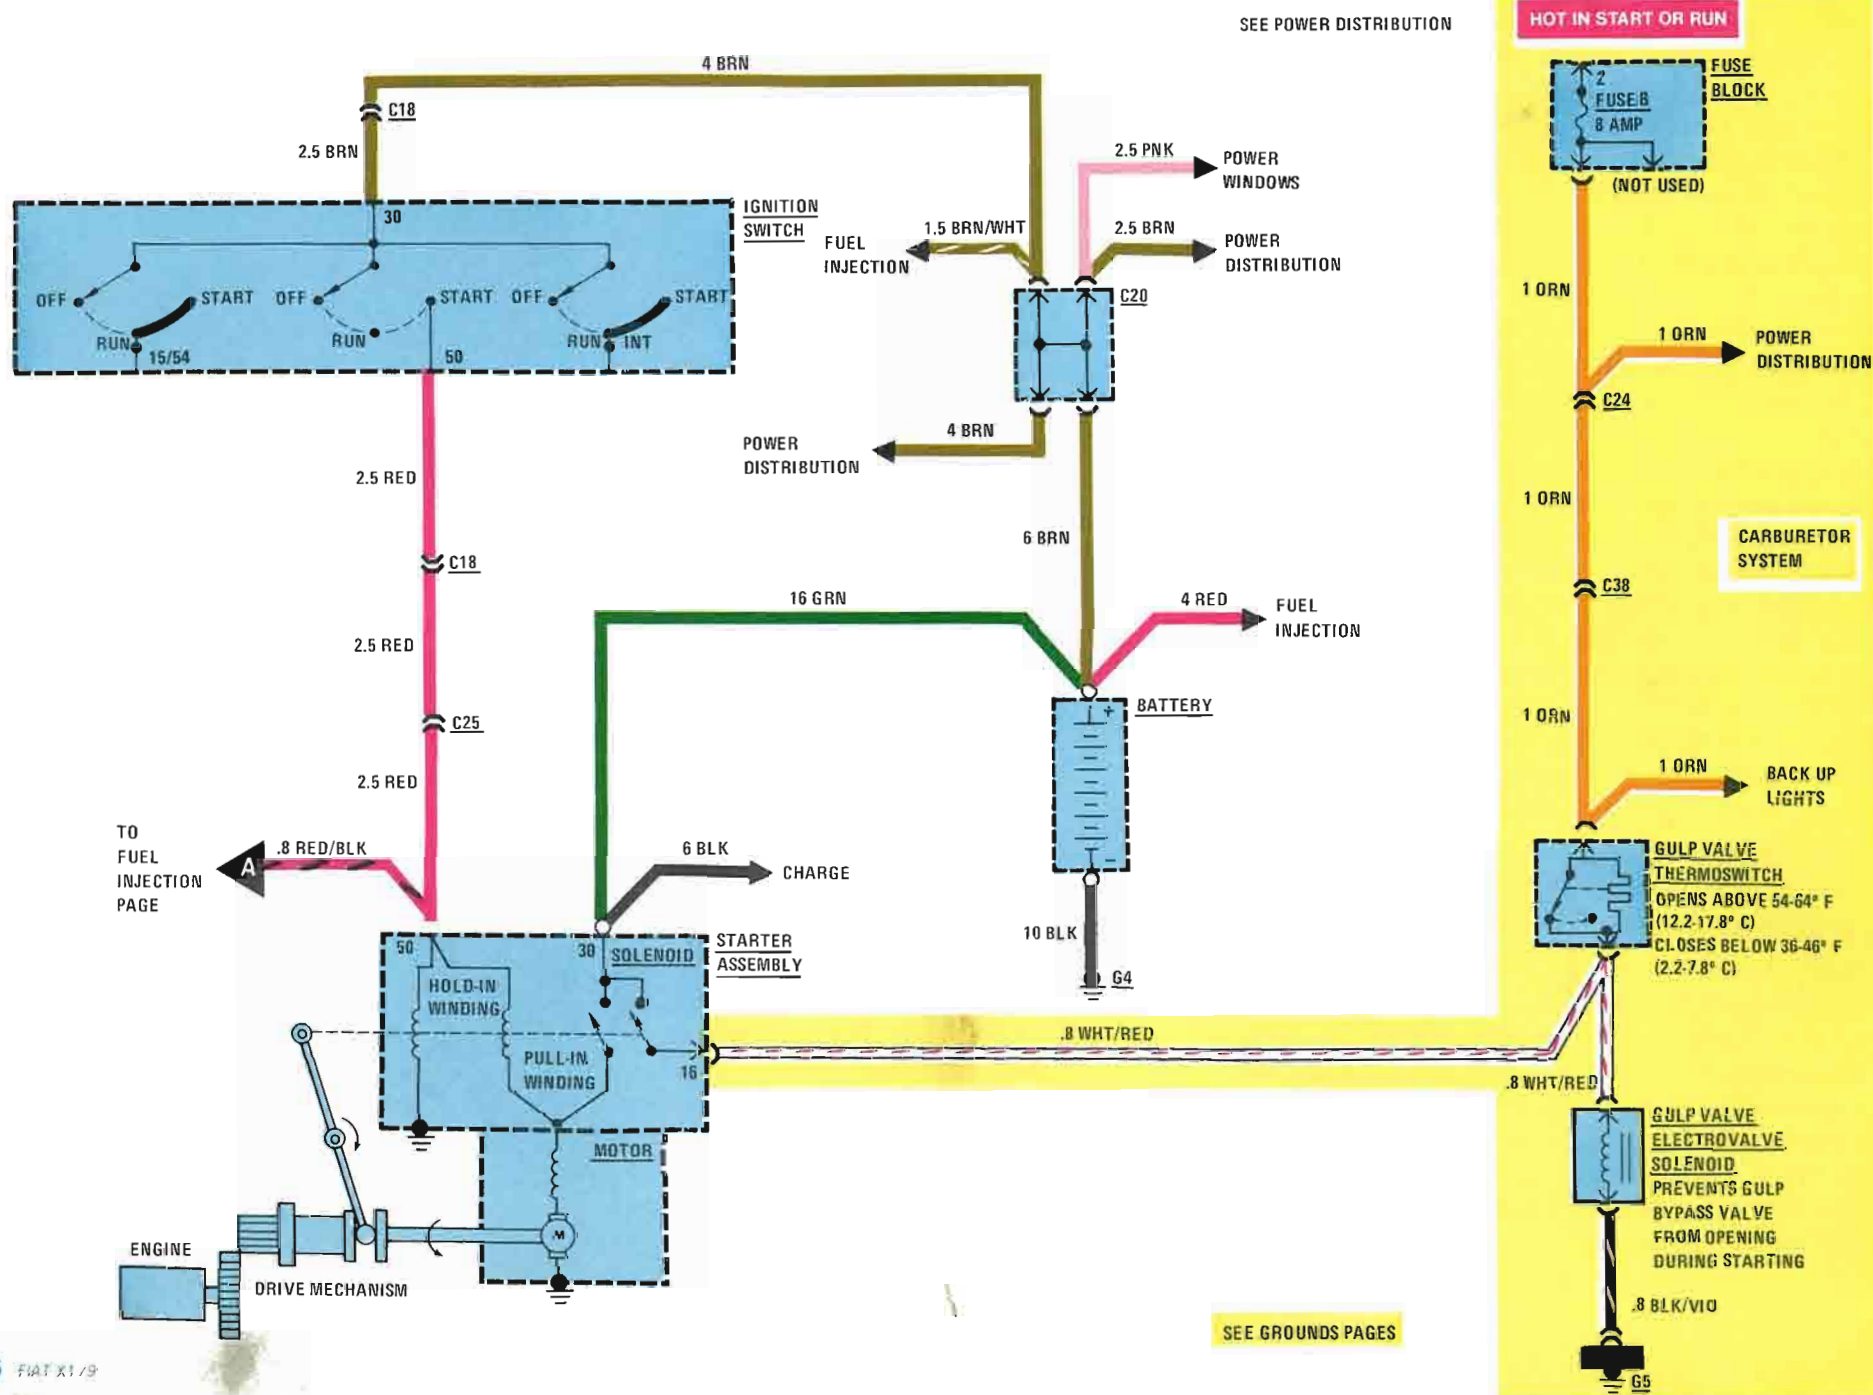 SEE POWER DISTRIBUTION
HOT IN START OR RUN
4 BRN
C18
2.5 BRN
FUSE
BLOCK
2
FUSE 8
8 AMP
(NOT USED)
2.5 PNK
POWER
WINDOWS
1.5 BRN/WHT
FUEL
INJECTION
2.5 BRN
POWER
DISTRIBUTION
C20
IGNITION
SWITCH
30
OFF
START
RUN
15/54
OFF
START
RUN
50
OFF
START
RUN
INT
1 ORN
1 ORN
POWER
DISTRIBUTION
C24
4 BRN
POWER
DISTRIBUTION
2.5 RED
C18
6 BRN
1 ORN
CARBURETOR
SYSTEM
C38
16 GRN
4 RED
FUEL
INJECTION
2.5 RED
C25
BATTERY
+
-
1 ORN
2.5 RED
1 ORN
BACK UP
LIGHTS
TO
FUEL
INJECTION
PAGE
A
.8 RED/BLK
6 BLK
CHARGE
GULP VALVE
THERMOSWITCH
OPENS ABOVE 54-64° F
(12.2-17.8° C)
CLOSES BELOW 36-46° F
(2.2-7.8° C)
10 BLK
G4
50
30
SOLENOID
STARTER
ASSEMBLY
HOLD-IN
WINDING
PULL-IN
WINDING
16
.8 WHT/RED
.8 WHT/RED
MOTOR
M
GULP VALVE
ELECTROVALVE
SOLENOID
PREVENTS GULP
BYPASS VALVE
FROM OPENING
DURING STARTING
ENGINE
DRIVE MECHANISM
.8 BLK/VIO
SEE GROUNDS PAGES
G5
FIAT X1/9